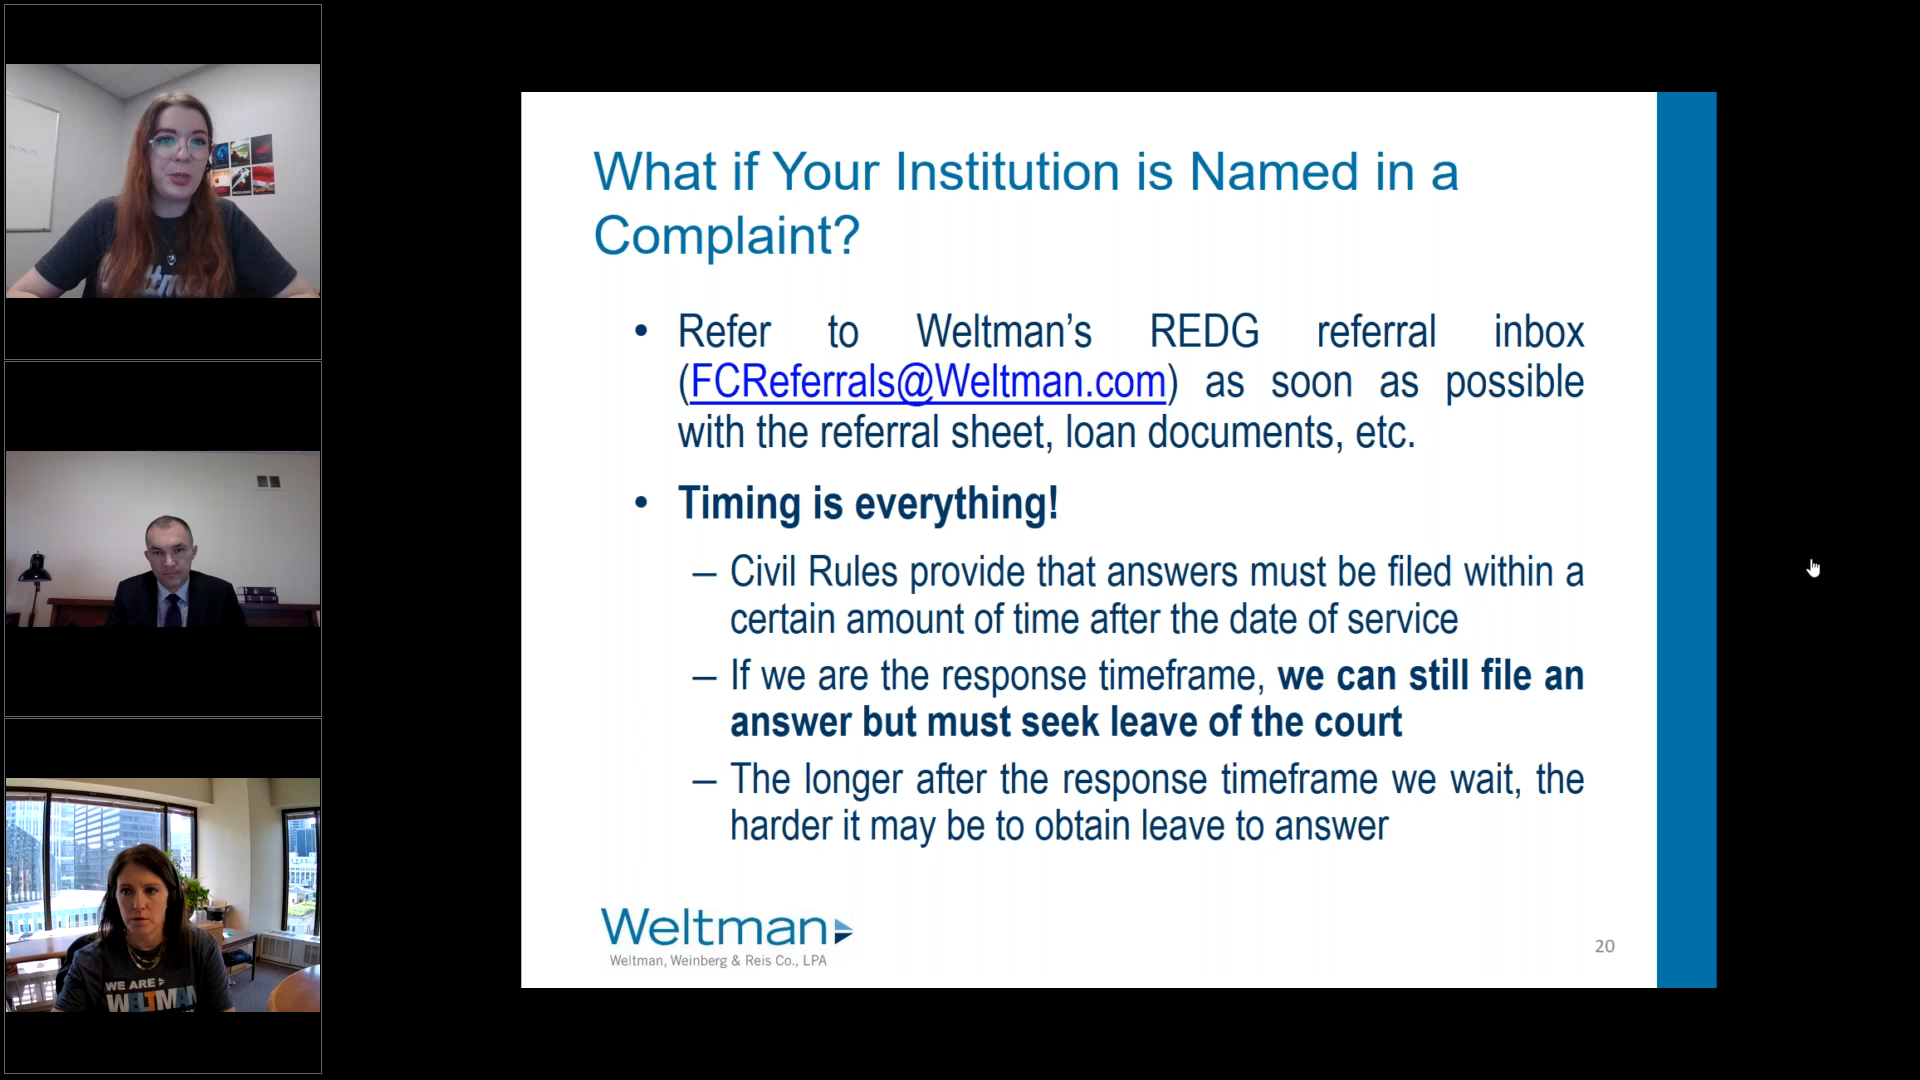 What if Your Institution is Named in a
Complaint?
• Refer to Weltman’s REDG referral inbox
(FCReferrals@Weltman.com) as soon as possible
with the referral sheet, loan documents, etc.
• Timing is everything!
– Civil Rules provide that answers must be filed within a
certain amount of time after the date of service
– If we are the response timeframe, we can still file an
answer but must seek leave of the court
– The longer after the response timeframe we wait, the
harder it may be to obtain leave to answer
Weltman
Weltman, Weinberg & Reis Co., LPA
20
WE ARE
WELTMAN